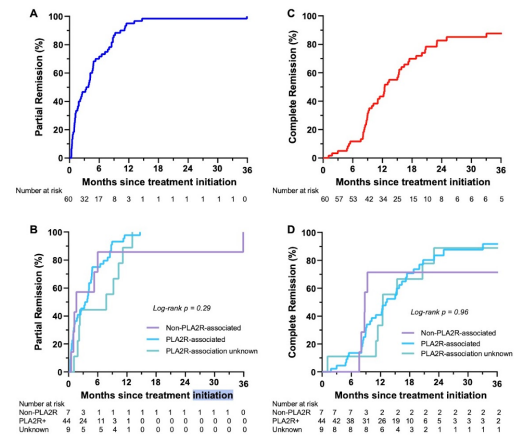 A
Partial Remission (%)
100
80
60
40
20
0
0 6 12 18 24 30 36
Months since treatment initiation
Number at risk
60 32 17 8 3 1 1 1 1 1 1 1 0
C
Complete Remission (%)
100
80
60
40
20
0
0 6 12 18 24 30 36
Months since treatment initiation
Number at risk
60 57 53 42 34 25 15 10 8 6 6 6 5
B
Partial Remission (%)
100
80
60
40
20
0
Log-rank p = 0.29
Non-PLA2R-associated
PLA2R-associated
PLA2R-association unknown
0 6 12 18 24 30 36
Months since treatment initiation
Number at risk
Non-PLA2R 7 3 1 1 1 1 1 1 1 1 1 1 0
PLA2R+ 44 24 11 3 1 0 0 0 0 0 0 0 0
Unknown 9 5 5 4 1 0 0 0 0 0 0 0 0
D
Complete Remission (%)
100
80
60
40
20
0
Log-rank p = 0.96
Non-PLA2R-associated
PLA2R-associated
PLA2R-association unknown
0 6 12 18 24 30 36
Months since treatment initiation
Number at risk
Non-PLA2R 7 7 7 3 2 2 2 2 2 2 2 2 2
PLA2R+ 44 42 38 31 26 19 10 6 5 3 3 3 2
Unknown 9 8 8 8 6 4 3 2 1 1 1 1 1